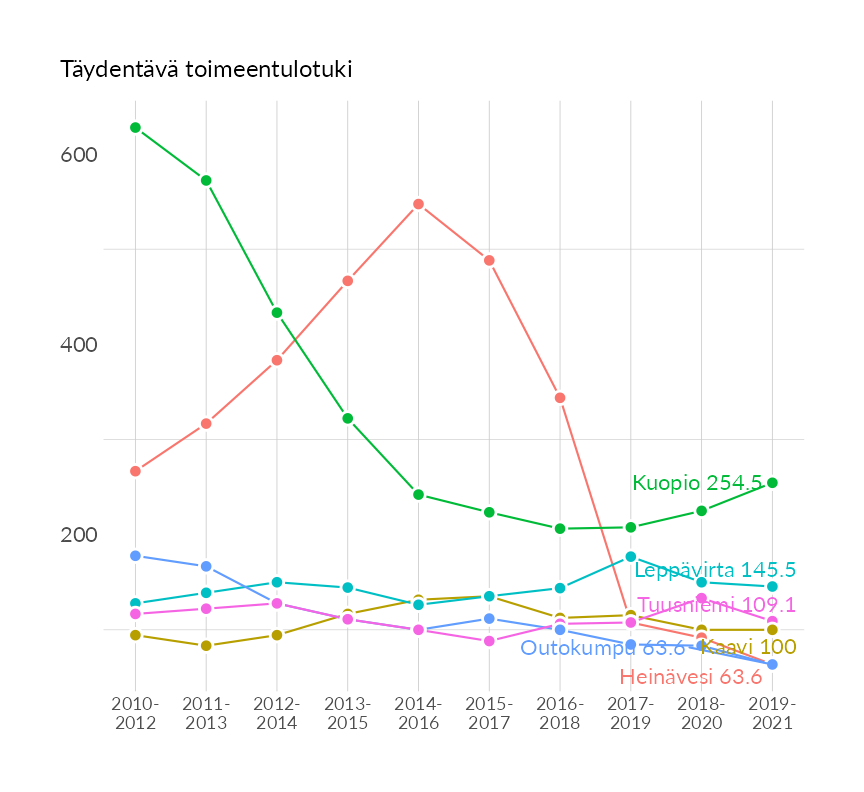 Täydentävä toimeentulotuki
600
400
200
Kuopio 254.5
Leppävirta 145.5
Tuusniemi 109.1
Outokumpu 63.6
Kaavi 100
Heinävesi 63.6
2010- 2011- 2012- 2013- 2014- 2015- 2016- 2017- 2018- 2019-
2012 2013 2014 2015 2016 2017 2018 2019 2020 2021